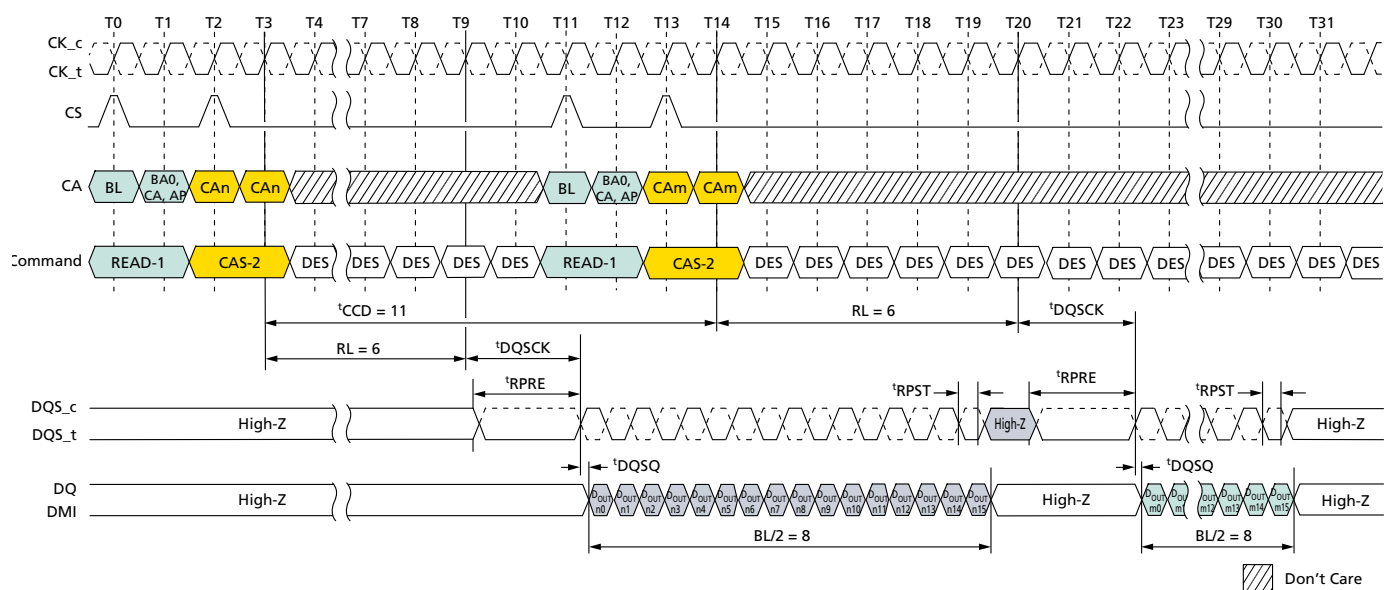 T0 T1 T2 T3 T4 T7 T8 T9 T10 T11 T12 T13 T14 T15 T16 T17 T18 T19 T20 T21 T22 T23 T29 T30 T31
CK_c
CK_t
CS
CA BL BA0, CA, AP CAn CAn BL BA0, CA, AP CAm CAm
Command READ-1 CAS-2 DES DES DES DES DES READ-1 CAS-2 DES DES DES DES DES DES DES DES DES DES DES DES DES
tCCD = 11 RL = 6 tDQSCK
RL = 6 tDQSCK
tRPRE tRPST tRPRE tRPST
DQS_c
DQS_t High-Z High-Z High-Z
tDQSQ tDQSQ
DQ
DMI High-Z DOUT n0 DOUT n1 DOUT n2 DOUT n3 DOUT n4 DOUT n5 DOUT n6 DOUT n7 DOUT n8 DOUT n9 DOUT n10 DOUT n11 DOUT n12 DOUT n13 DOUT n14 DOUT n15 High-Z DOUT m0 DOUT m1 DOUT m12 DOUT m13 DOUT m14 DOUT m15 High-Z
BL/2 = 8 BL/2 = 8
Don't Care